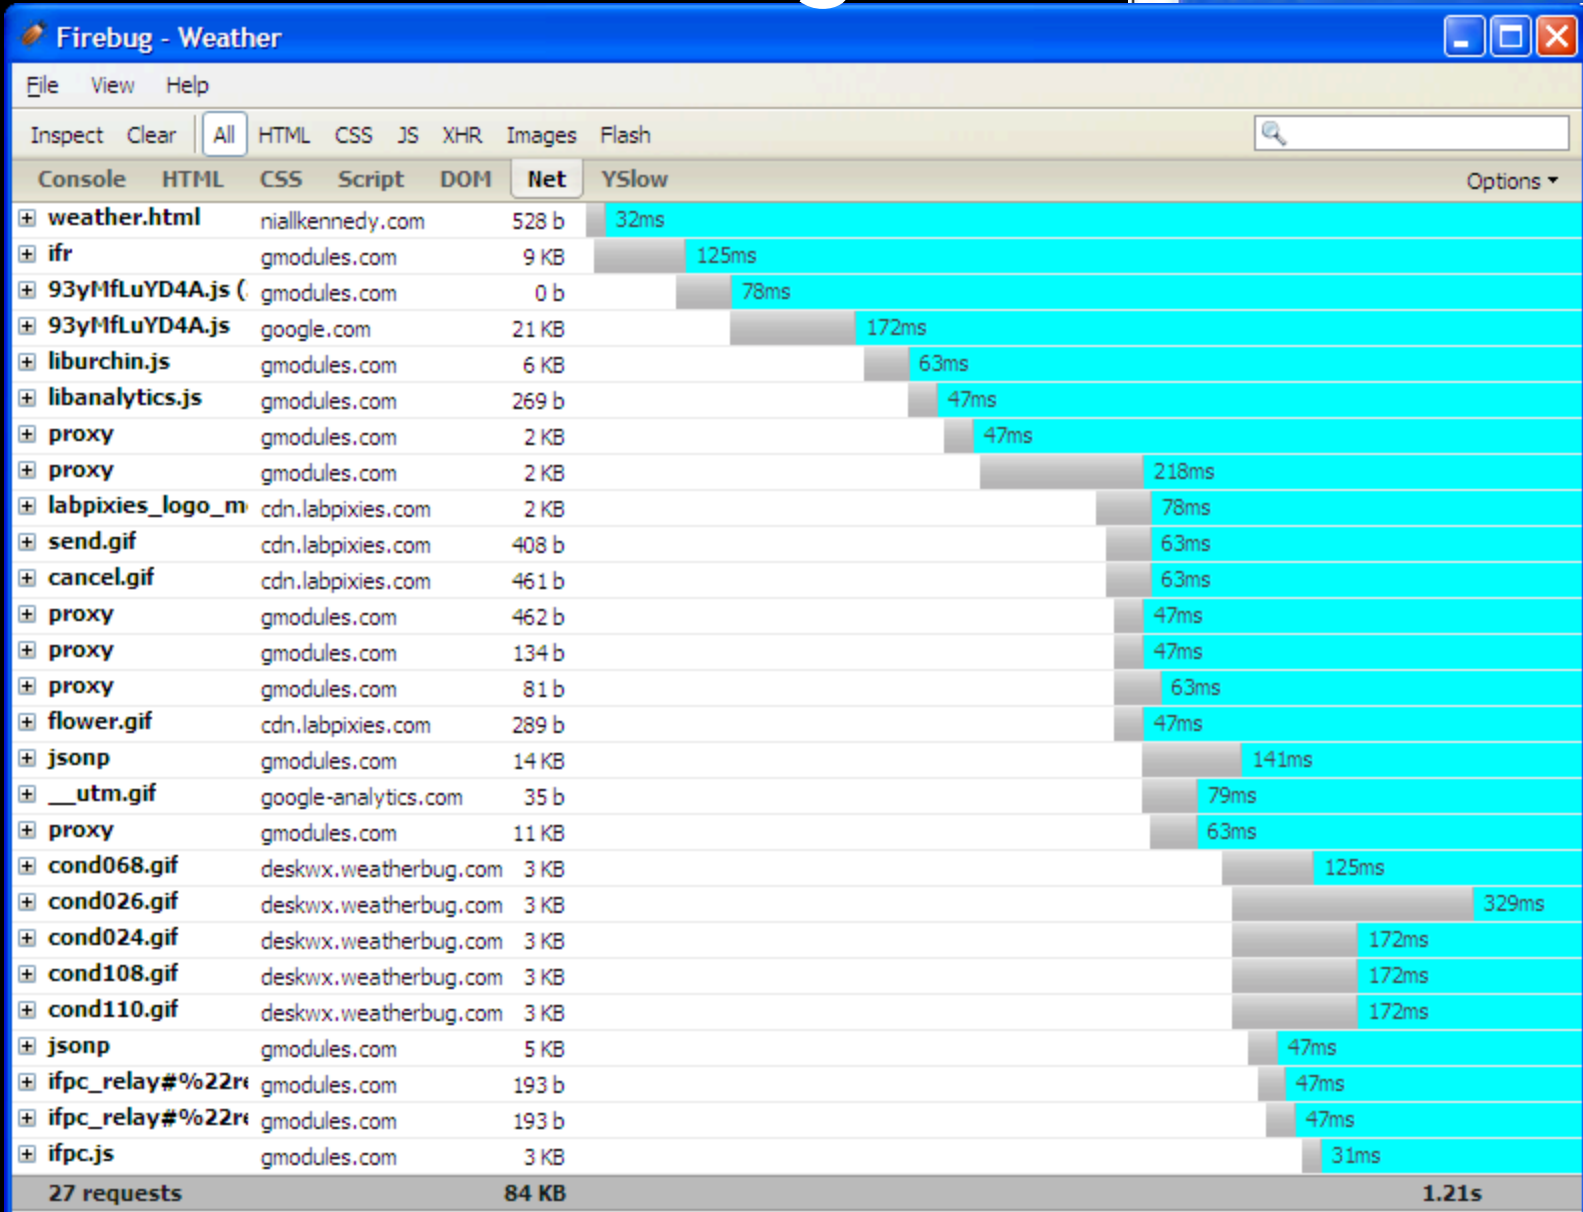 Firebug - Weather
File View Help
Inspect Clear All HTML CSS JS XHR Images Flash
Console HTML CSS Script DOM Net YSlow Options
weather.html niallkennedy.com 528 b 32ms
ifr gmodules.com 9 KB 125ms
93yMfLuYD4A.js (. gmodules.com 0 b 78ms
93yMfLuYD4A.js google.com 21 KB 172ms
liburchin.js gmodules.com 6 KB 63ms
libanalytics.js gmodules.com 269 b 47ms
proxy gmodules.com 2 KB 47ms
proxy gmodules.com 2 KB 218ms
labpixies_logo_m cdn.labpixies.com 2 KB 78ms
send.gif cdn.labpixies.com 408 b 63ms
cancel.gif cdn.labpixies.com 461 b 63ms
proxy gmodules.com 462 b 47ms
proxy gmodules.com 134 b 47ms
proxy gmodules.com 81 b 63ms
flower.gif cdn.labpixies.com 289 b 47ms
jsonp gmodules.com 14 KB 141ms
__utm.gif google-analytics.com 35 b 79ms
proxy gmodules.com 11 KB 63ms
cond068.gif deskwx.weatherbug.com 3 KB 125ms
cond026.gif deskwx.weatherbug.com 3 KB 329ms
cond024.gif deskwx.weatherbug.com 3 KB 172ms
cond108.gif deskwx.weatherbug.com 3 KB 172ms
cond110.gif deskwx.weatherbug.com 3 KB 172ms
jsonp gmodules.com 5 KB 47ms
ifpc_relay#%22re gmodules.com 193 b 47ms
ifpc_relay#%22re gmodules.com 193 b 47ms
ifpc.js gmodules.com 3 KB 31ms
27 requests 84 KB 1.21s